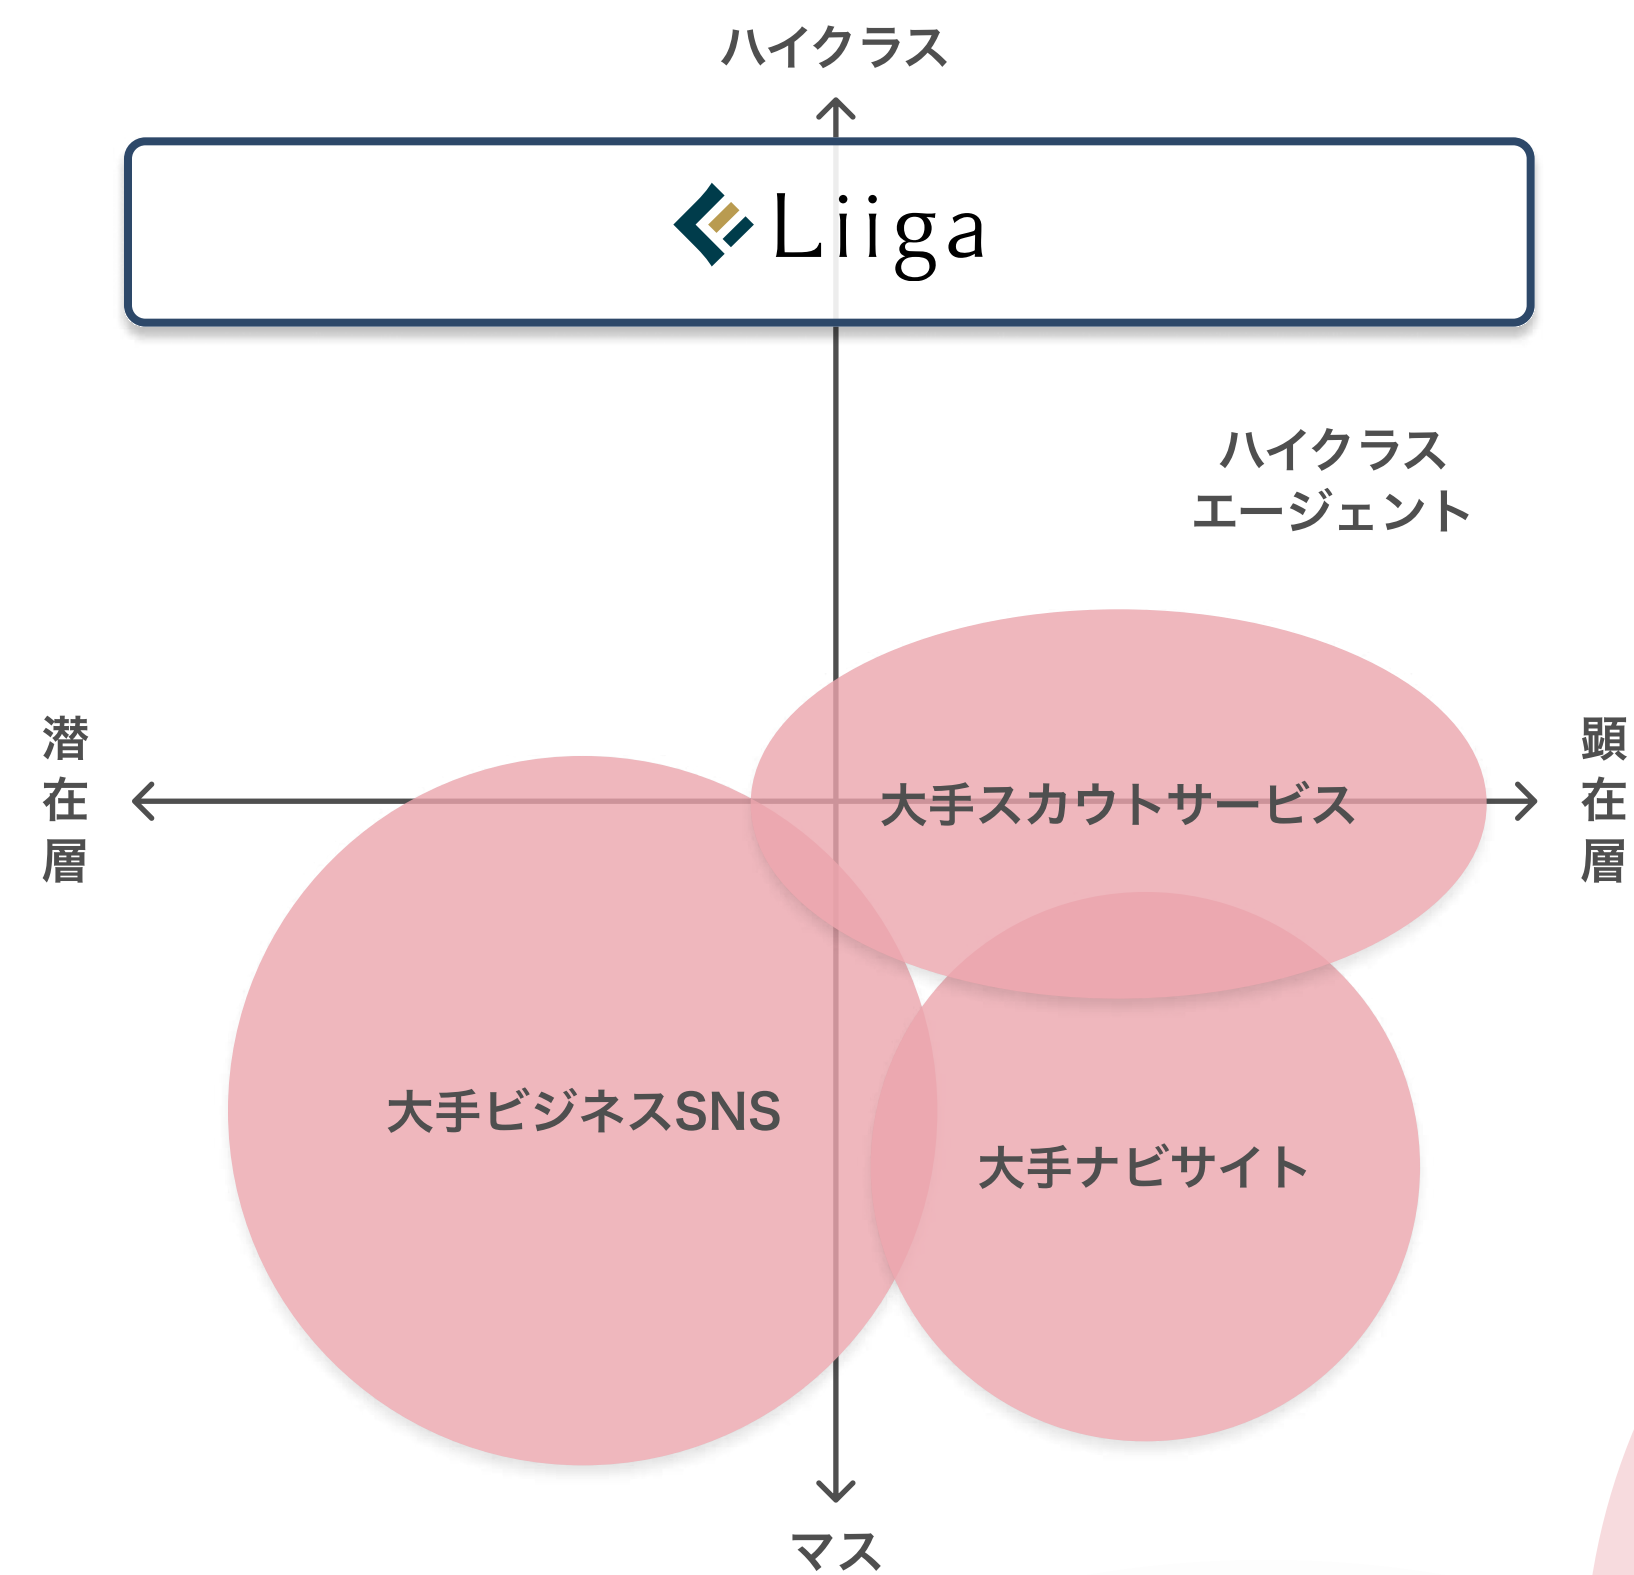 ハイクラス
Liiga
ハイクラス
エージェント
潜在層
顕在層
大手スカウトサービス
大手ビジネスSNS
大手ナビサイト
マス